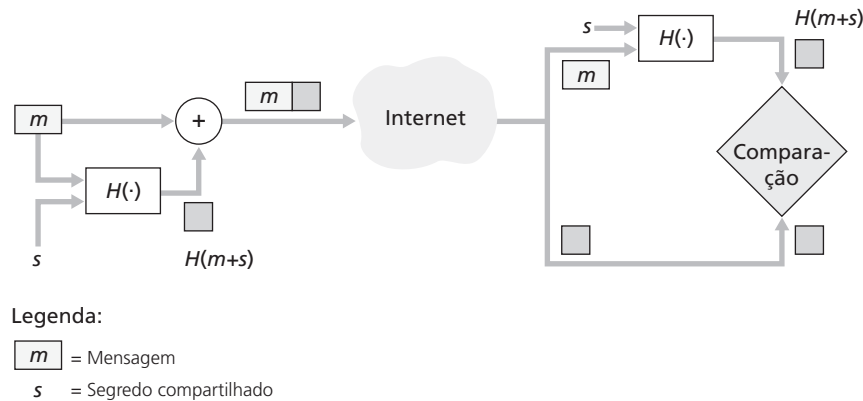 m
H(·)
s
H(m+s)
+
m
Internet
s
m
H(·)
H(m+s)
Compara-
ção
Legenda:
m = Mensagem
s = Segredo compartilhado